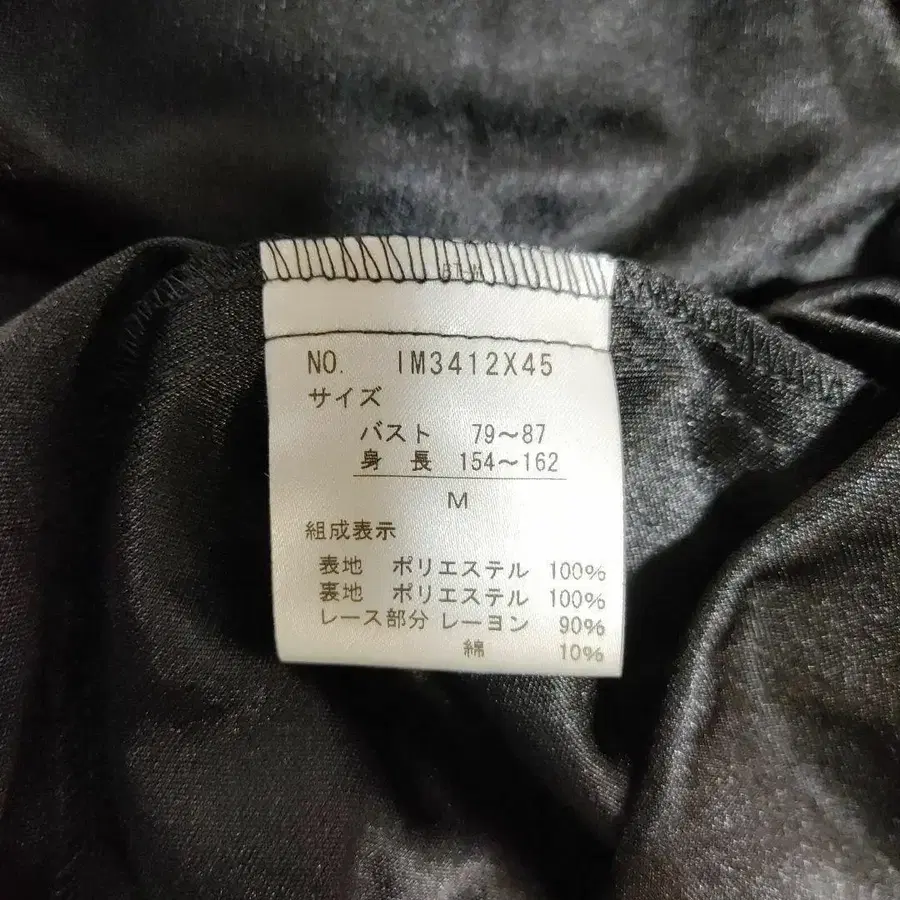 NO. IM3412X45
サイズ
バスト 79～87
身 長 154～162
M
組成表示
表地 ポリエステル 100%
裏地 ポリエステル 100%
レース部分 レーヨン 90%
綿 10%